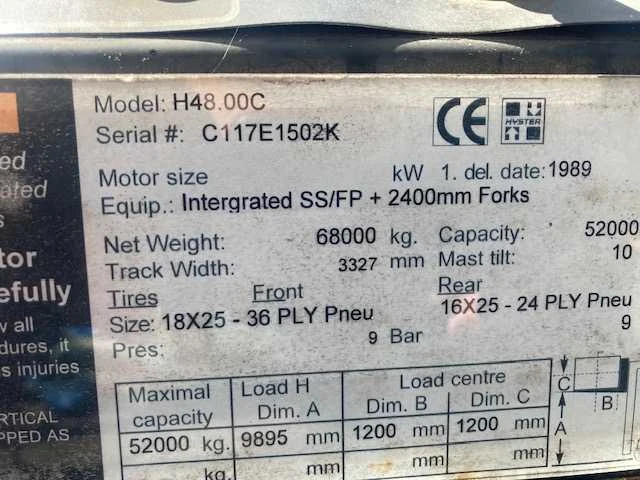 Model: H48.00C
Serial #: C117E1502K
CE HYSTER
Motor size kW 1. del. date: 1989
Equip.: Intergrated SS/FP + 2400mm Forks
Net Weight: 68000 kg. Capacity: 52000
Track Width: 3327 mm Mast tilt: 10
Tires Front Rear
Size: 18X25 - 36 PLY Pneu 16X25 - 24 PLY Pneu
Pres: 9 Bar 9
Maximal capacity Load H Dim. A Load centre Dim. B Dim. C
52000 kg. 9895 mm 1200 mm 1200 mm
kg. mm mm mm
C
B
A
ed
ated
s
tor
efully
w all
dures, it
s injuries
RTICAL
PPED AS